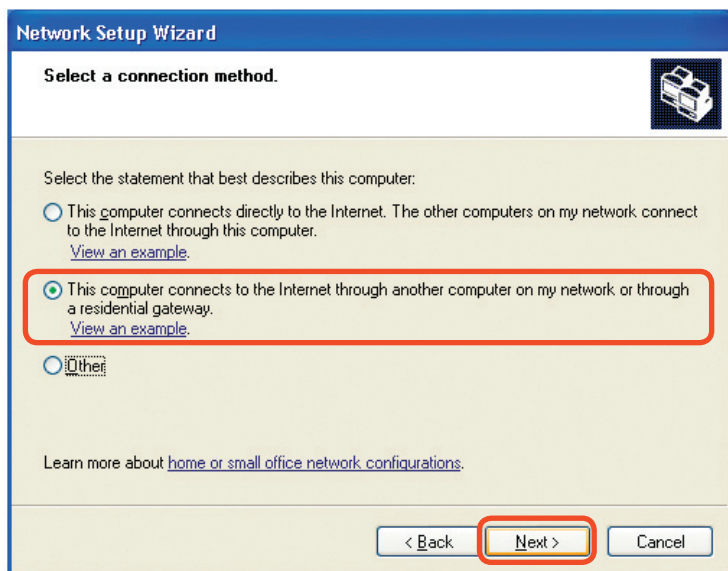 Network Setup Wizard
Select a connection method.
Select the statement that best describes this computer:
This computer connects directly to the Internet. The other computers on my network connect
to the Internet through this computer.
View an example.
This computer connects to the Internet through another computer on my network or through
a residential gateway.
View an example.
Other
Learn more about home or small office network configurations.
< Back Next > Cancel